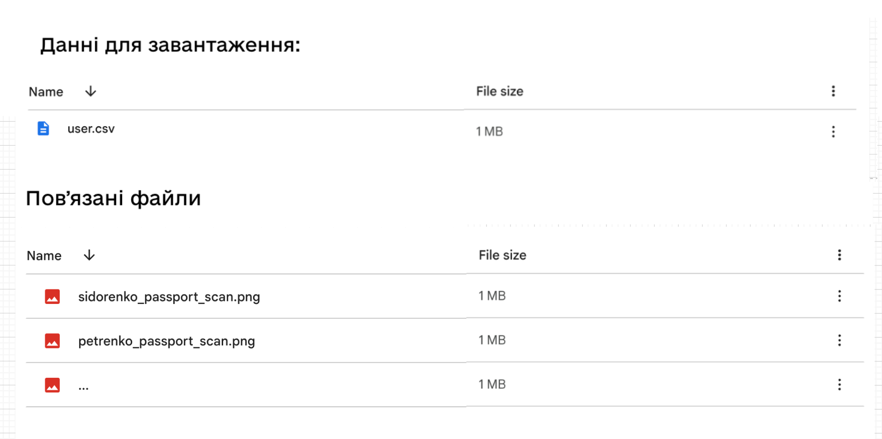 Данні для завантаження:
Name ↓ File size
user.csv 1 MB
Пов’язані файли
Name ↓ File size
sidorenko_passport_scan.png 1 MB
petrenko_passport_scan.png 1 MB
... 1 MB